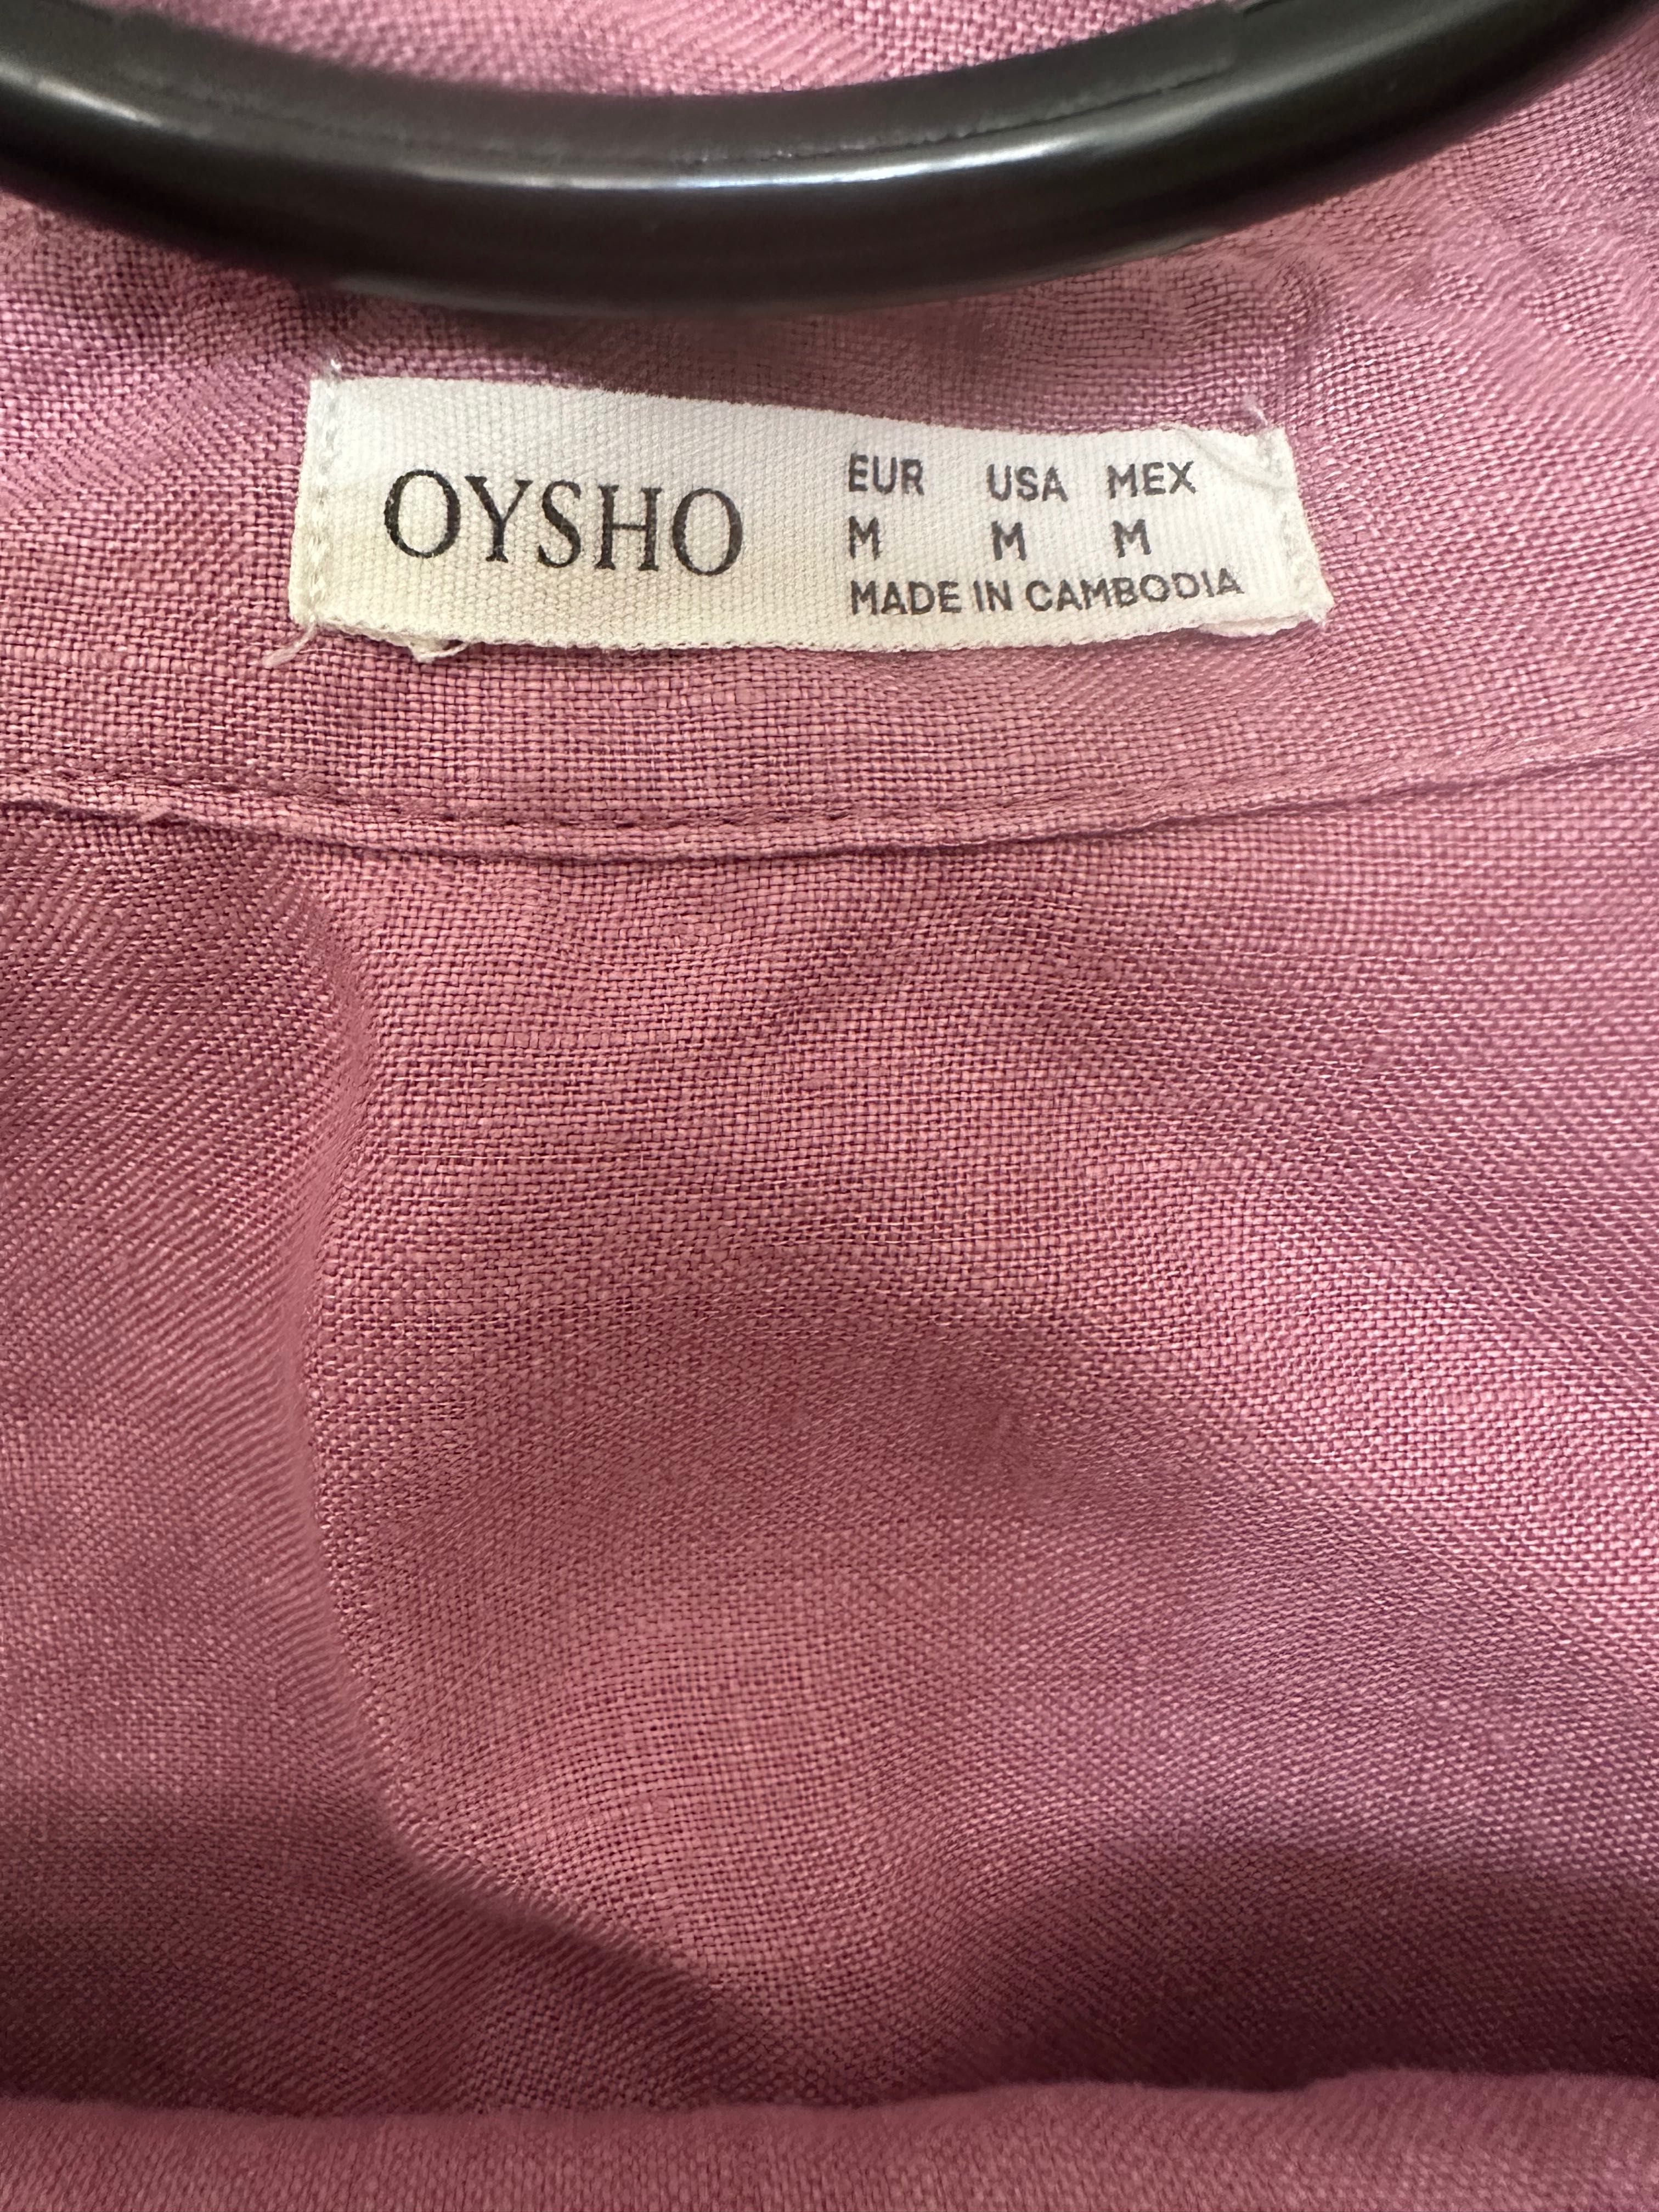 OYSHO
EUR USA MEX
M M M
MADE IN CAMBODIA